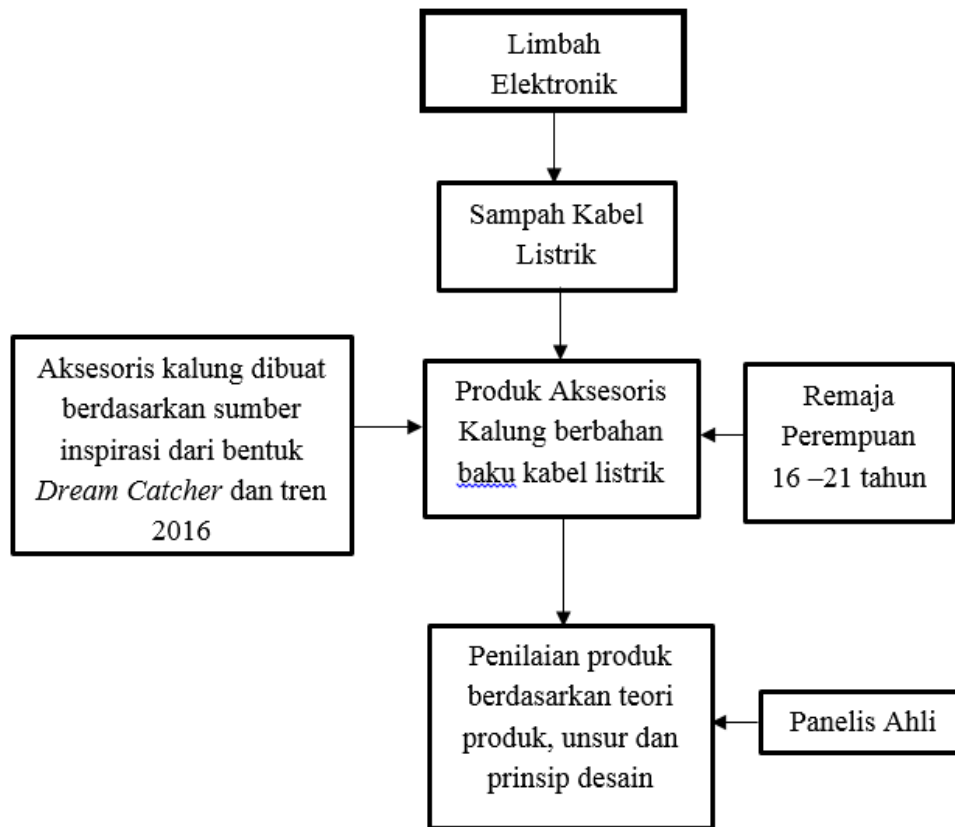 Limbah
Elektronik
Sampah Kabel
Listrik
Aksesoris kalung dibuat
berdasarkan sumber
inspirasi dari bentuk
Dream Catcher dan tren
2016
Produk Aksesoris
Kalung berbahan
baku kabel listrik
Remaja
Perempuan
16 –21 tahun
Penilaian produk
berdasarkan teori
produk, unsur dan
prinsip desain
Panelis Ahli